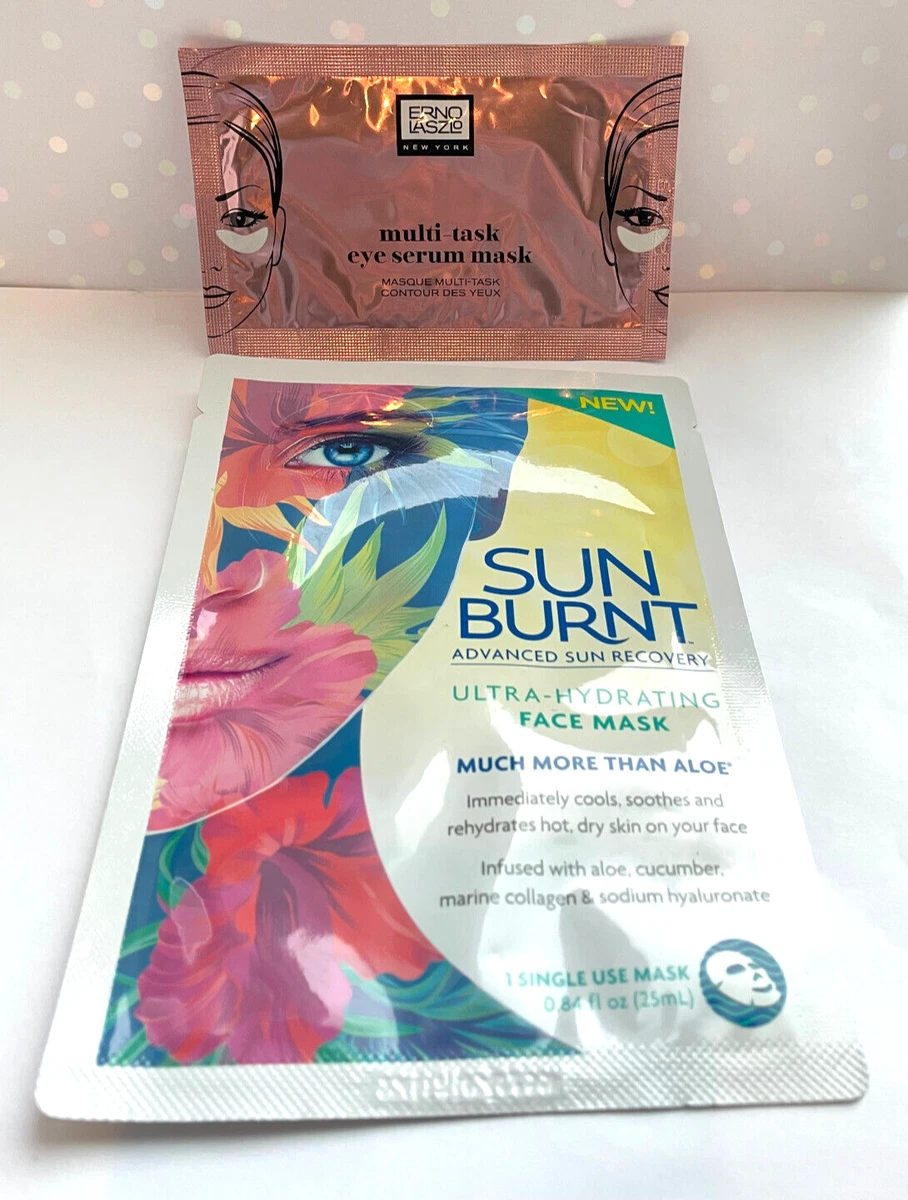 ERNO
LASZLO
NEW YORK
multi-task
eye serum mask
MASQUE MULTI-TASK
CONTOUR DES YEUX
NEW!
SUN
BURNT™
ADVANCED SUN RECOVERY
ULTRA-HYDRATING
FACE MASK
MUCH MORE THAN ALOE*
Immediately cools, soothes and
rehydrates hot, dry skin on your face
Infused with aloe, cucumber,
marine collagen & sodium hyaluronate
1 SINGLE USE MASK
0.84 fl oz (25mL)